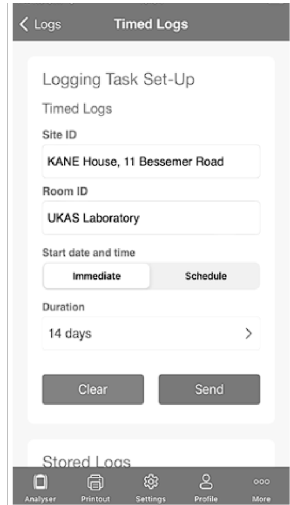 Logs Timed Logs
Logging Task Set-Up
Timed Logs
Site ID
KANE House, 11 Bessemer Road
Room ID
UKAS Laboratory
Start date and time
Immediate Schedule
Duration
14 days
Clear Send
Stored Logs
Analyser Printout Settings Profile More